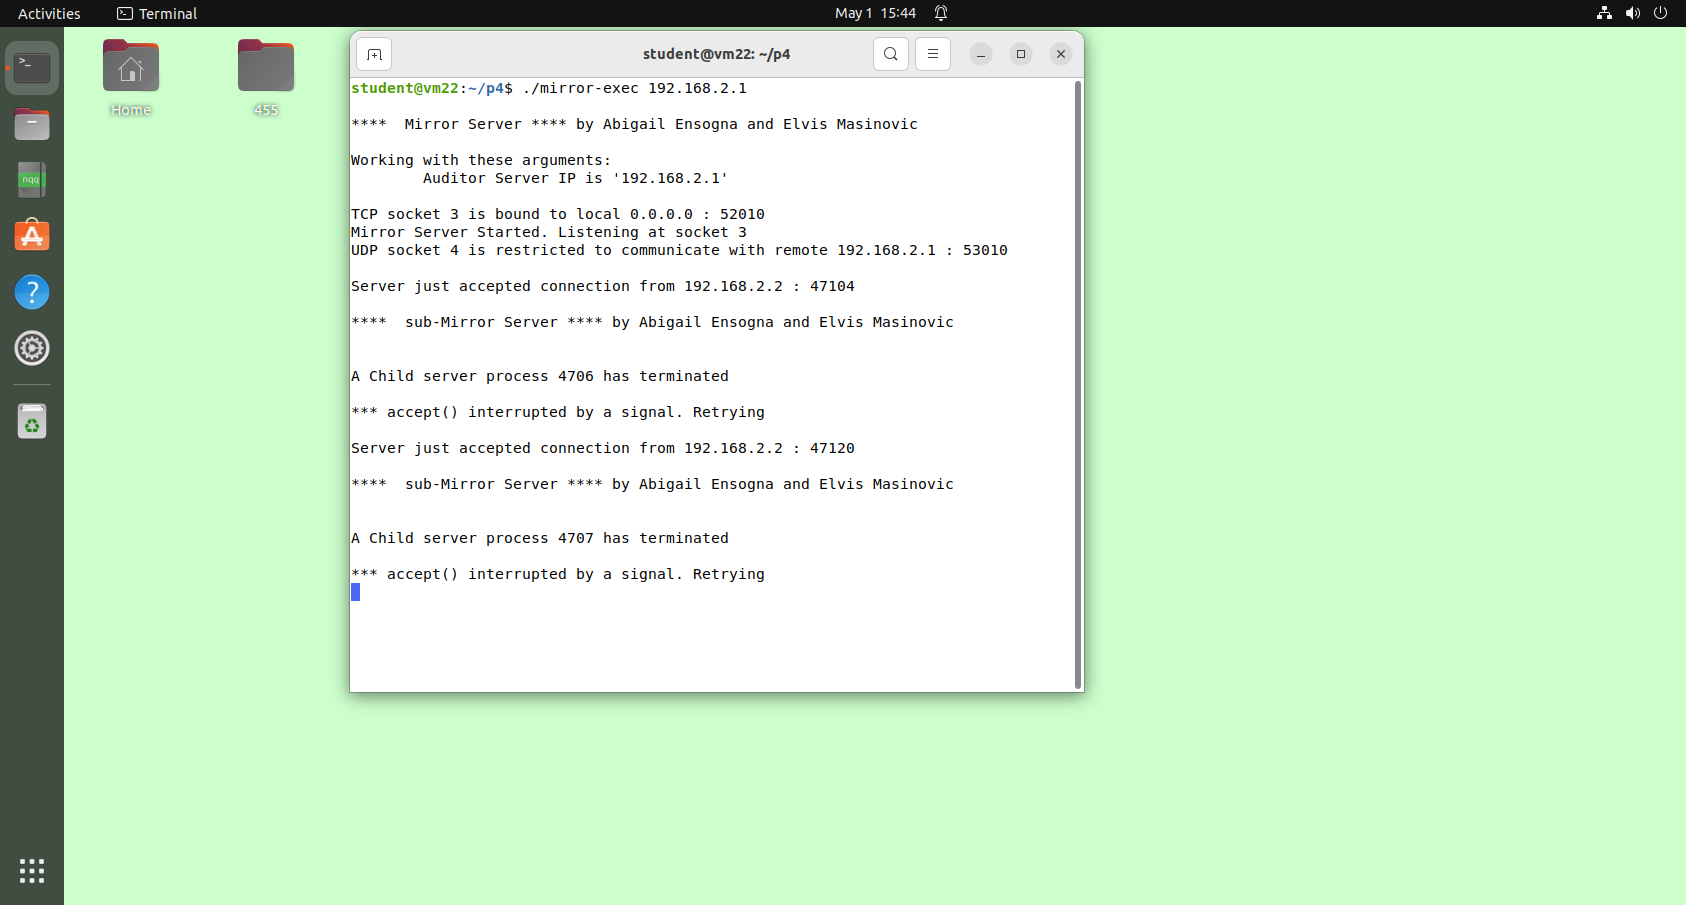 Activities
Terminal
May 1 15:44
Home
455
nqq
student@vm22: ~/p4
student@vm22:~/p4$ ./mirror-exec 192.168.2.1
**** Mirror Server **** by Abigail Ensogna and Elvis Masinovic
Working with these arguments:
Auditor Server IP is '192.168.2.1'
TCP socket 3 is bound to local 0.0.0.0 : 52010
Mirror Server Started. Listening at socket 3
UDP socket 4 is restricted to communicate with remote 192.168.2.1 : 53010
Server just accepted connection from 192.168.2.2 : 47104
**** sub-Mirror Server **** by Abigail Ensogna and Elvis Masinovic
A Child server process 4706 has terminated
*** accept() interrupted by a signal. Retrying
Server just accepted connection from 192.168.2.2 : 47120
**** sub-Mirror Server **** by Abigail Ensogna and Elvis Masinovic
A Child server process 4707 has terminated
*** accept() interrupted by a signal. Retrying